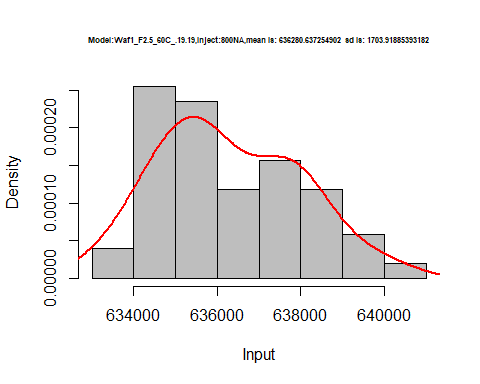 Model:Waf1_F2.5_60C_.19.19,Inject:800NA,mean is: 636280.637254902 sd is: 1703.91885393182
Density
0.00020
0.00010
0.00000
634000 636000 638000 640000
Input